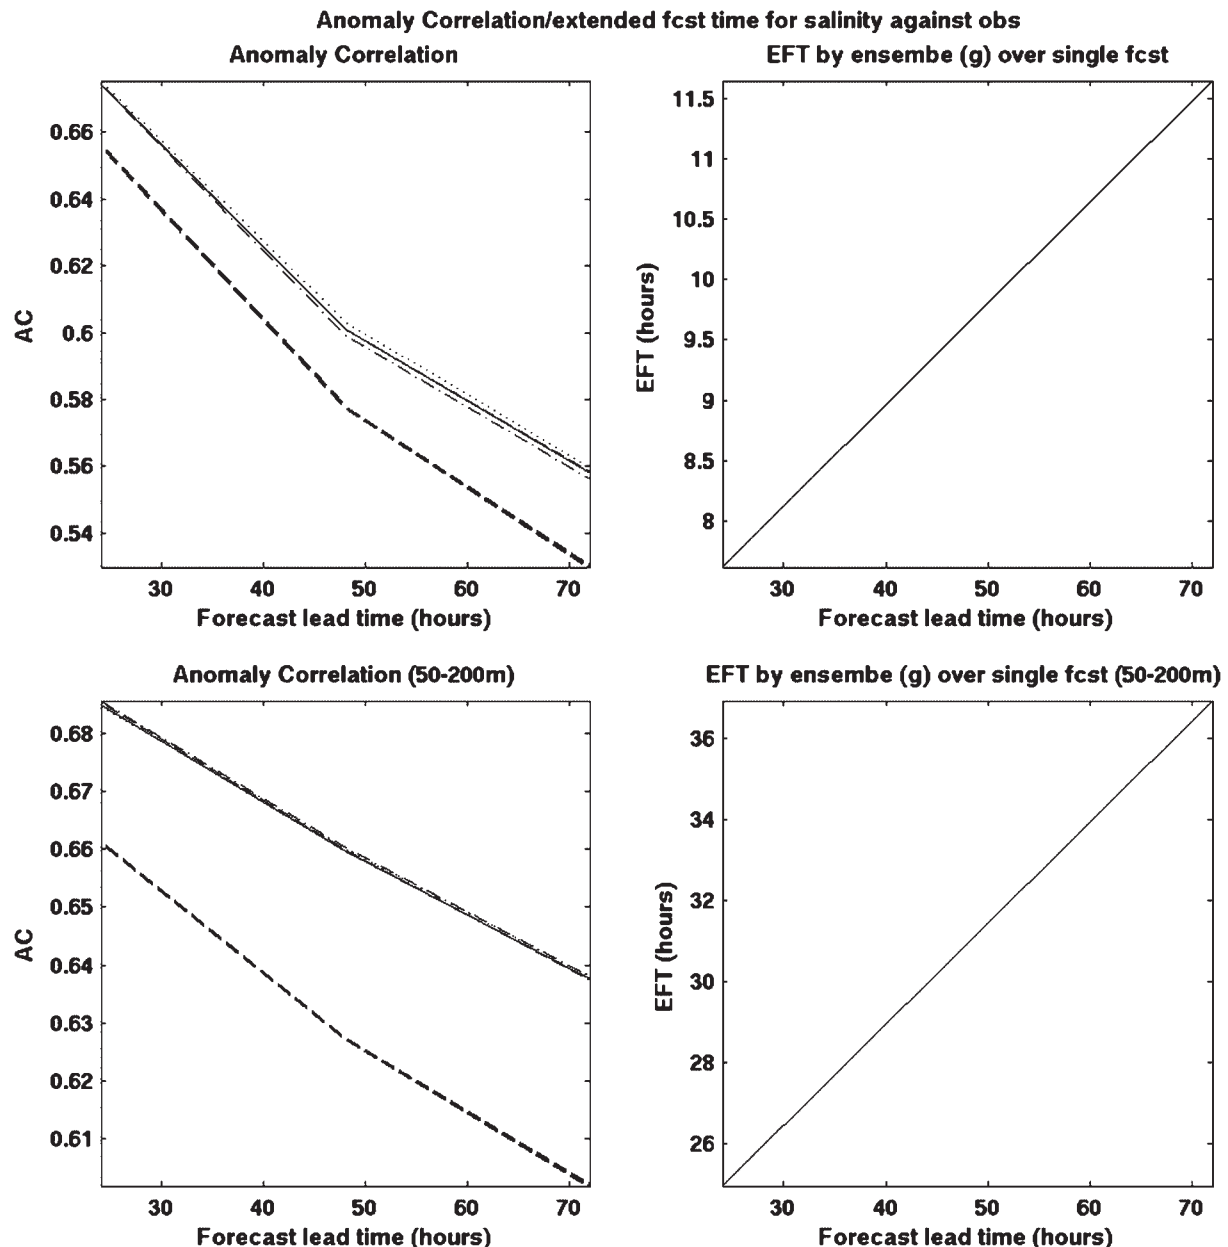 Anomaly Correlation/extended fcst time for salinity against obs
Anomaly Correlation
EFT by ensembe (g) over single fcst
AC
0.66
0.64
0.62
0.6
0.58
0.56
0.54
30 40 50 60 70
Forecast lead time (hours)
EFT (hours)
11.5
11
10.5
10
9.5
9
8.5
8
30 40 50 60 70
Forecast lead time (hours)
Anomaly Correlation (50-200m)
EFT by ensembe (g) over single fcst (50-200m)
AC
0.68
0.67
0.66
0.65
0.64
0.63
0.62
0.61
30 40 50 60 70
Forecast lead time (hours)
EFT (hours)
36
34
32
30
28
26
30 40 50 60 70
Forecast lead time (hours)